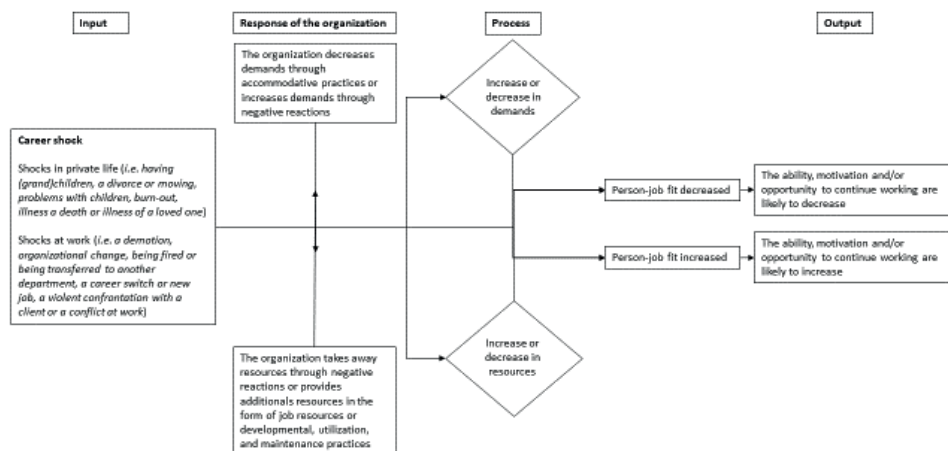 Input
Response of the organization
Process
Output
The organization decreases
demands through
accommodative practices or
increases demands through
negative reactions
Increase or
decrease in
demands
Career shock
Shocks in private life (i.e. having
(grand)children, a divorce or moving,
problems with children, burn-out,
illness a death or illness of a loved one)
Shocks at work (i.e. a demotion,
organizational change, being fired or
being transferred to another
department, a career switch or new
job, a violent confrontation with a
client or a conflict at work)
Person-job fit decreased
The ability, motivation and/or
opportunity to continue working are
likely to decrease
Person-job fit increased
The ability, motivation and/or
opportunity to continue working are
likely to increase
The organization takes away
resources through negative
reactions or provides
additionals resources in the
form of job resources or
developmental, utilization,
and maintenance practices
Increase or
decrease in
resources